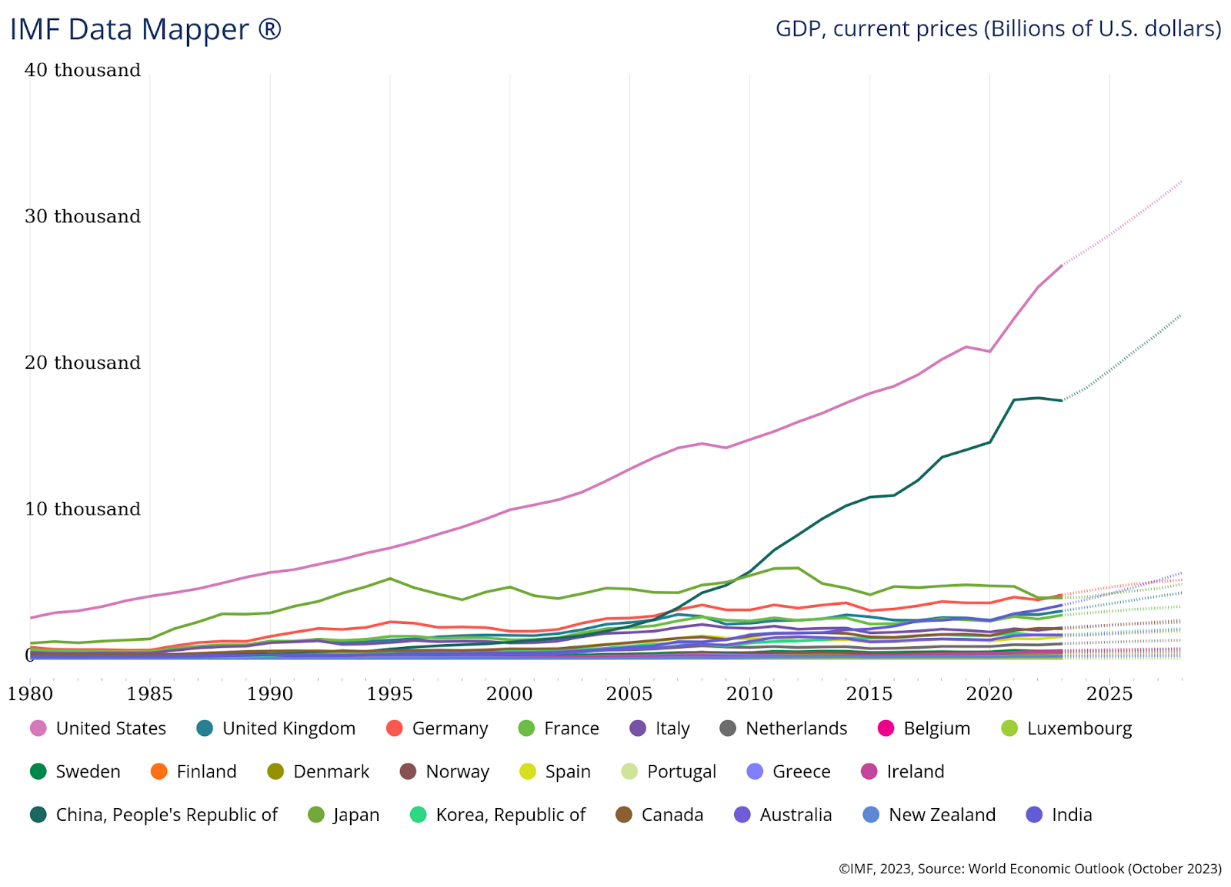 IMF Data Mapper ®
GDP, current prices (Billions of U.S. dollars)
40 thousand
30 thousand
20 thousand
10 thousand
0
1980 1985 1990 1995 2000 2005 2010 2015 2020 2025
United States United Kingdom Germany France Italy Netherlands Belgium Luxembourg
Sweden Finland Denmark Norway Spain Portugal Greece Ireland
China, People's Republic of Japan Korea, Republic of Canada Australia New Zealand India
©IMF, 2023, Source: World Economic Outlook (October 2023)